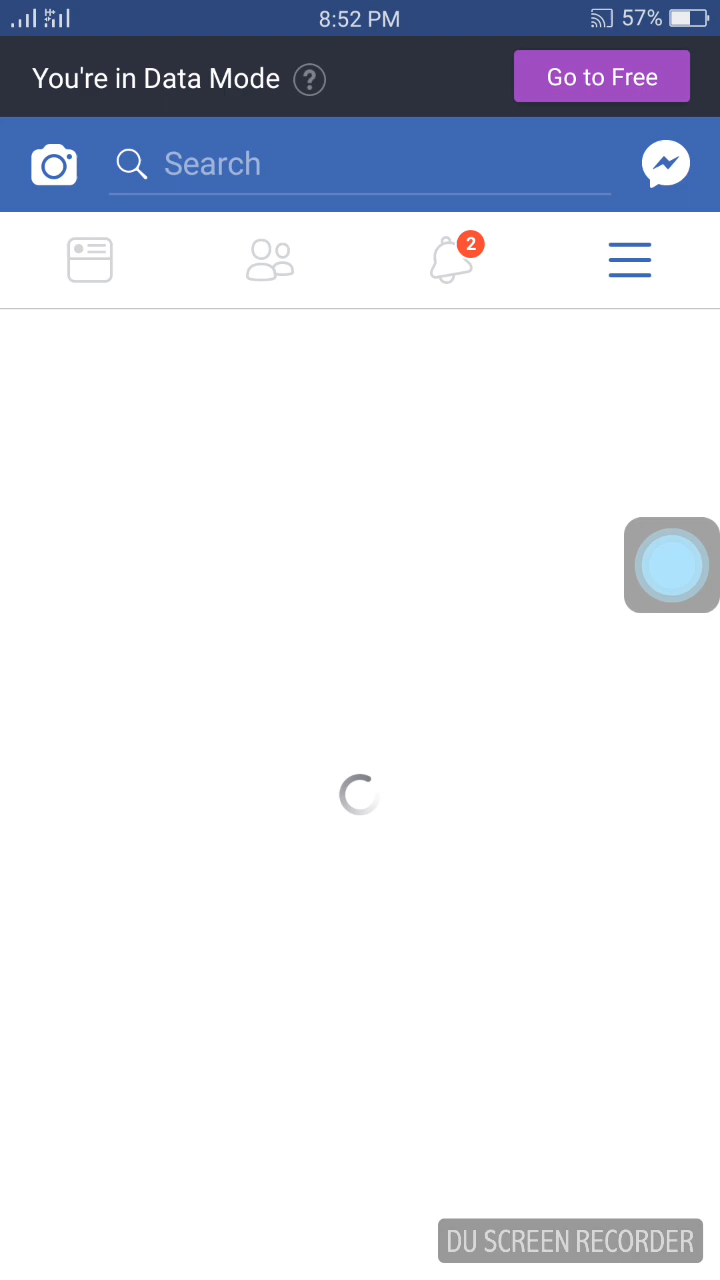 8:52 PM
57%
You're in Data Mode ?
Go to Free
Search
2
DU SCREEN RECORDER